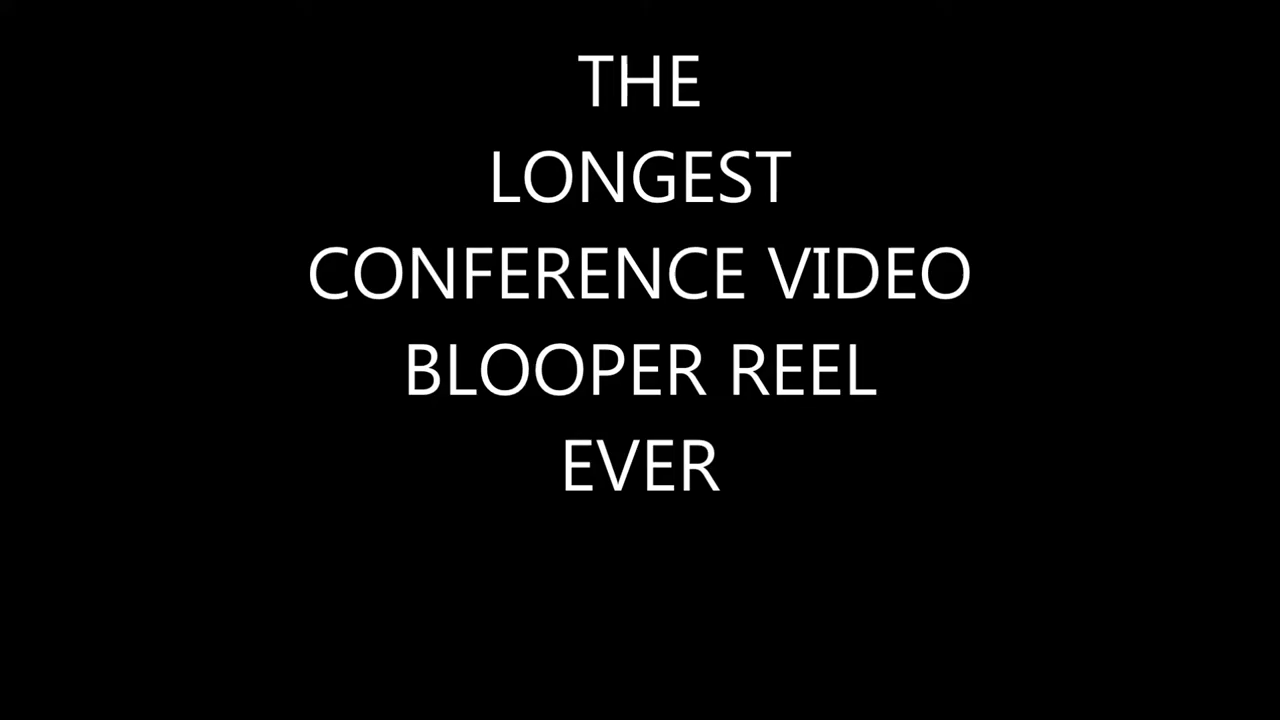 THE
LONGEST
CONFERENCE VIDEO
BLOOPER REEL
EVER